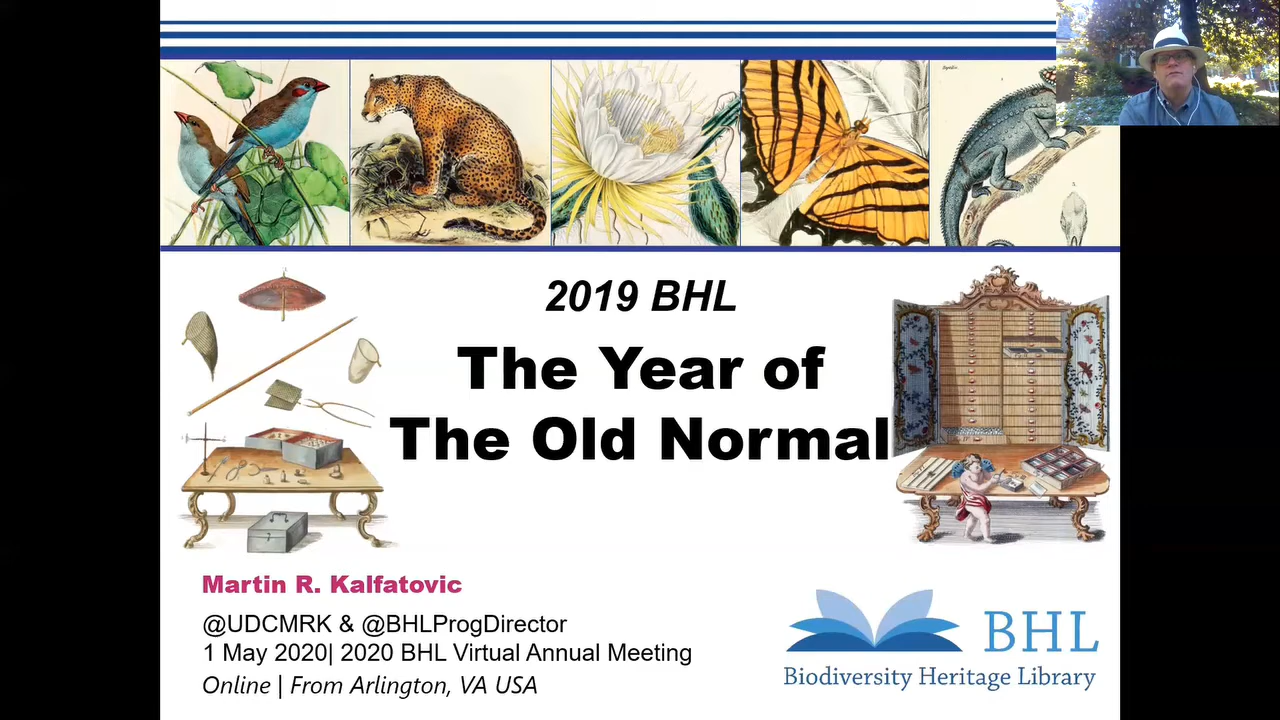 2019 BHL
The Year of
The Old Normal
Martin R. Kalfatovic
@UDCMRK & @BHLProgDirector
1 May 2020| 2020 BHL Virtual Annual Meeting
Online | From Arlington, VA USA
BHL
Biodiversity Heritage Library